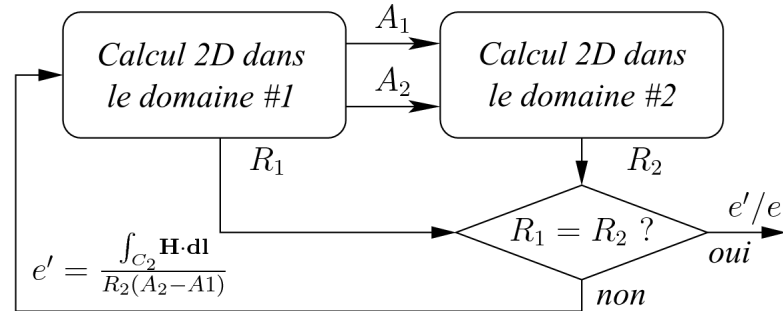 A₁
Calcul 2D dans
le domaine #1
A₂
Calcul 2D dans
le domaine #2
R₁
R₂
R₁ = R₂ ?
e′/e
oui
e′ = ∫_{C₂} H·dl / R₂(A₂−A1)
non